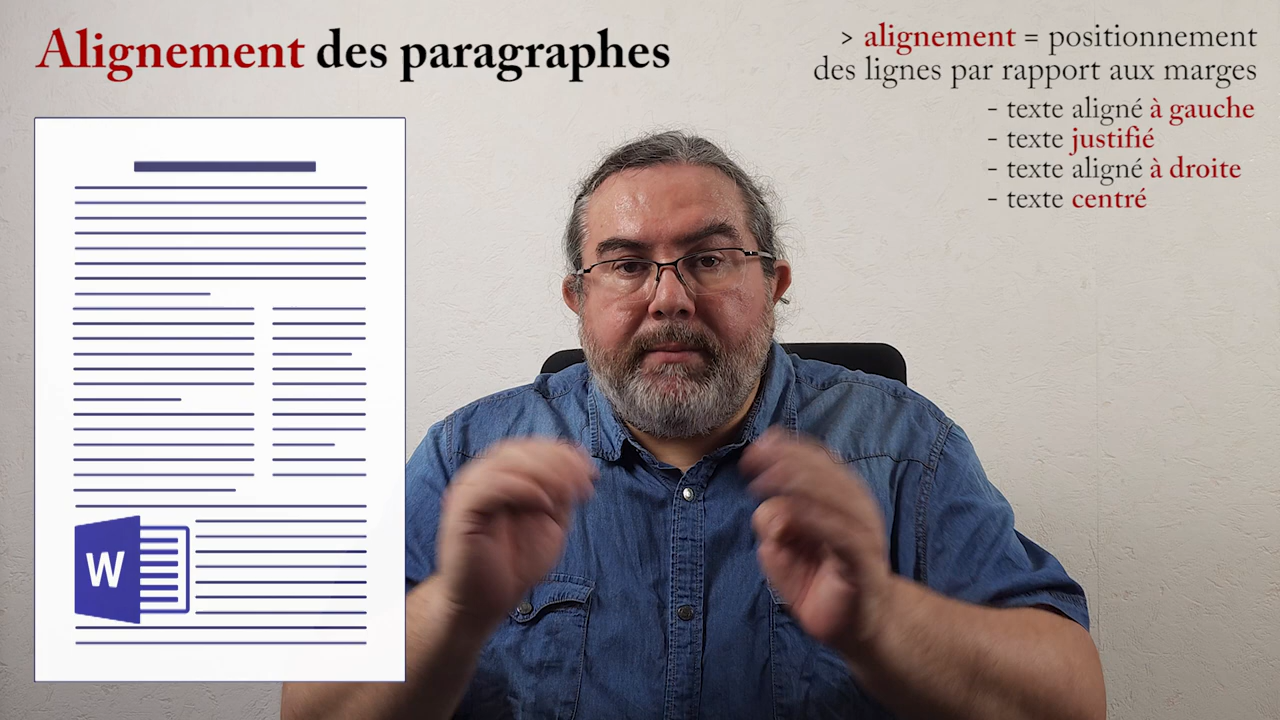 Alignement des paragraphes
> alignement = positionnement
des lignes par rapport aux marges
- texte aligné à gauche
- texte justifié
- texte aligné à droite
- texte centré
W